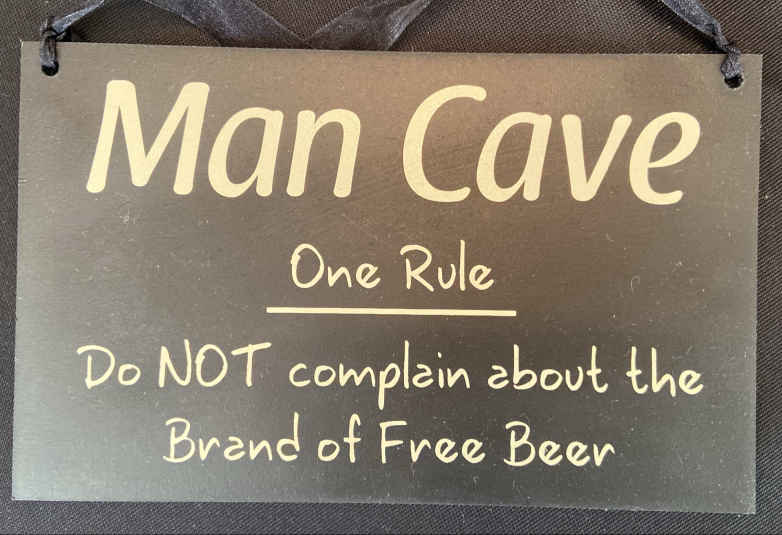 Man Cave
One Rule
Do NOT complain about the
Brand of Free Beer